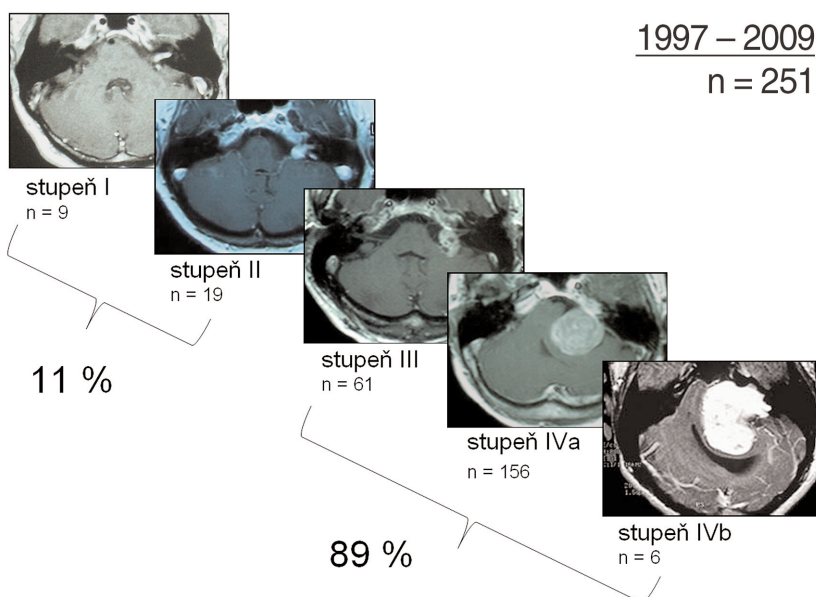 1997 – 2009
n = 251
stupeň I
n = 9
stupeň II
n = 19
11 %
stupeň III
n = 61
stupeň IVa
n = 156
89 %
stupeň IVb
n = 6